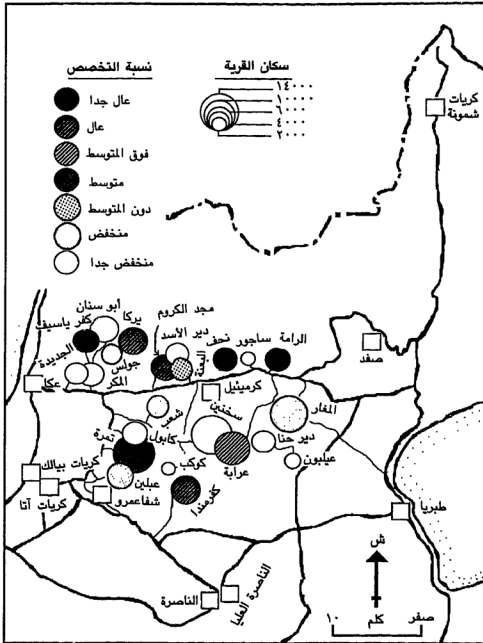 نسبة التخصص
عال جدا
عال
فوق المتوسط
متوسط
دون المتوسط
منخفض
منخفض جدا
سكان القرية
١٤٠٠٠
١٠٠٠٠
٦٠٠٠
٤٠٠٠
٢٠٠٠
كريات
شمونة
أبو سنان
كفر ياسيف
يركا
الجديدة
جولس
المكر
عكا
مجد الكروم
دير الأسد
البعنة
نحف
ساجور
الرامة
صفد
كرميئيل
شعب
سخنين
المغار
كابول
طمرة
دير حنا
عيلبون
كوكب
عرابة
كريات بيالك
عبلين
كريات آتا
شفاعمرو
كفرمندا
طبريا
الناصرة
الناصرة العليا
ش
١٠
كلم
صفر